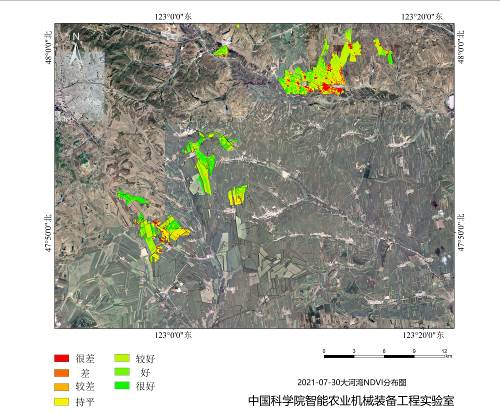 123°0'0"东 123°20'0"东
N
48°0'0"北 48°0'0"北
47°50'0"北 47°50'0"北
123°0'0"东 123°20'0"东
很差 较好
差 好
较差 很好
持平
0 3 6 9 12
km
2021-07-30大河湾NDVI分布图
中国科学院智能农业机械装备工程实验室